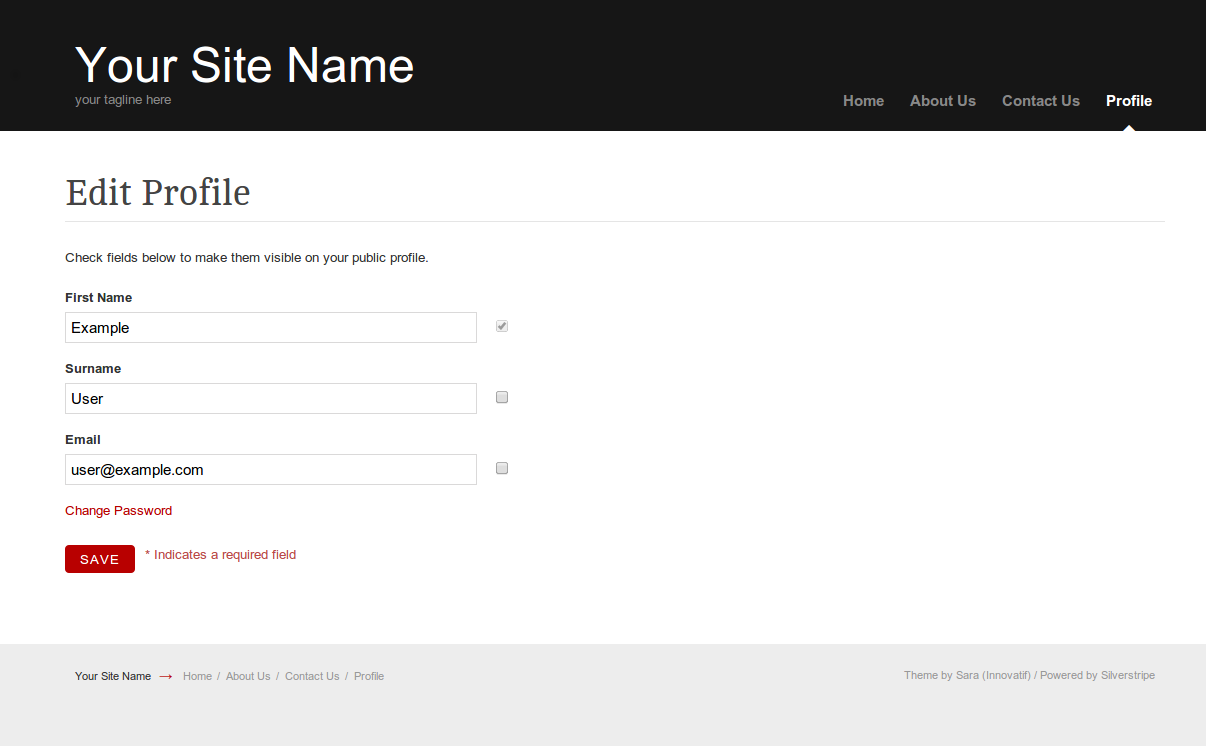 Your Site Name
your tagline here
Home About Us Contact Us Profile
Edit Profile
Check fields below to make them visible on your public profile.
First Name
Example
Surname
User
Email
user@example.com
Change Password
SAVE * Indicates a required field
Your Site Name → Home / About Us / Contact Us / Profile
Theme by Sara (Innovatif) / Powered by Silverstripe